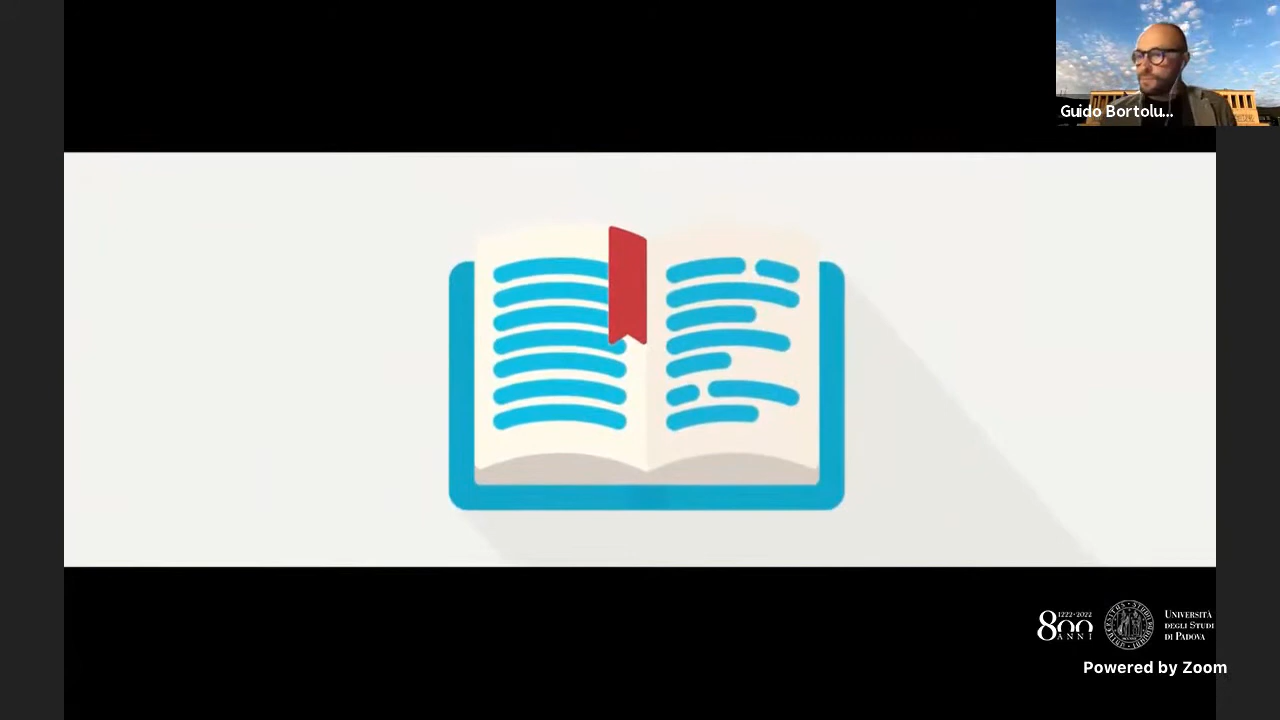 Guido Bortolu...
1222·2022
800
ANNI
UNIVERSITÀ
DEGLI STUDI
DI PADOVA
Powered by Zoom